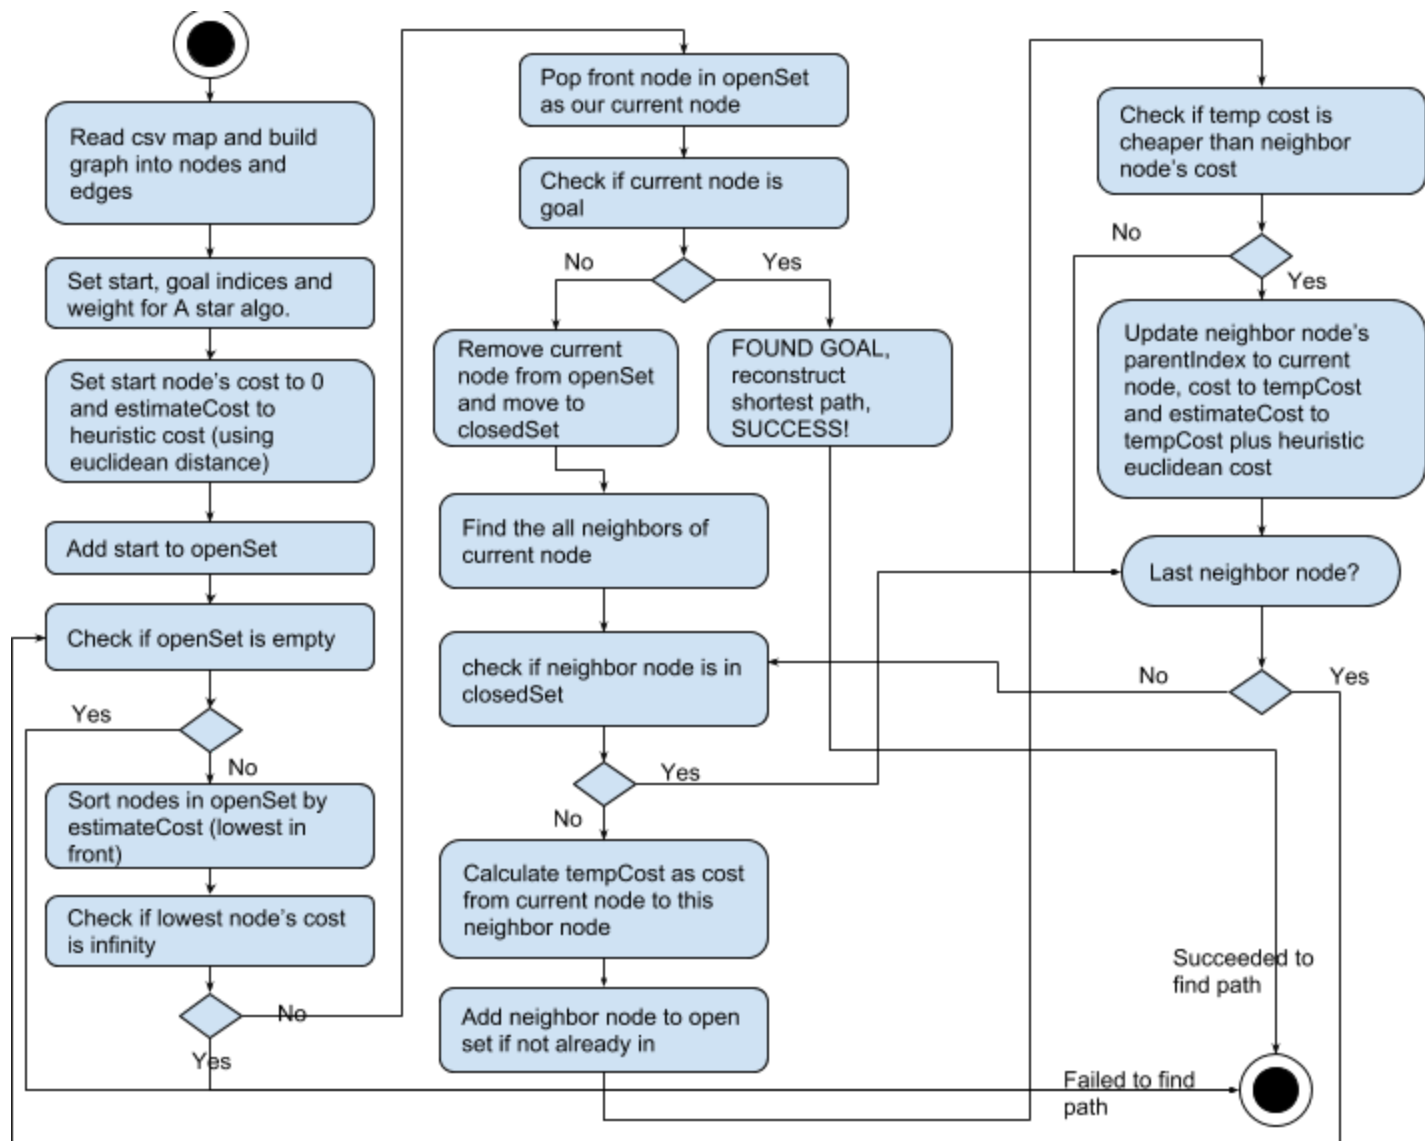 Read csv map and build
graph into nodes and
edges
Set start, goal indices and
weight for A star algo.
Set start node's cost to 0
and estimateCost to
heuristic cost (using
euclidean distance)
Add start to openSet
Check if openSet is empty
Yes
No
Sort nodes in openSet by
estimateCost (lowest in
front)
Check if lowest node's cost
is infinity
No
Yes
Pop front node in openSet
as our current node
Check if current node is
goal
No
Yes
Remove current
node from openSet
and move to
closedSet
FOUND GOAL,
reconstruct
shortest path,
SUCCESS!
Find the all neighbors of
current node
check if neighbor node is in
closedSet
Yes
No
Calculate tempCost as cost
from current node to this
neighbor node
Add neighbor node to open
set if not already in
Check if temp cost is
cheaper than neighbor
node's cost
No
Yes
Update neighbor node's
parentIndex to current
node, cost to tempCost
and estimateCost to
tempCost plus heuristic
euclidean cost
Last neighbor node?
No
Yes
Succeeded to
find path
Failed to find
path